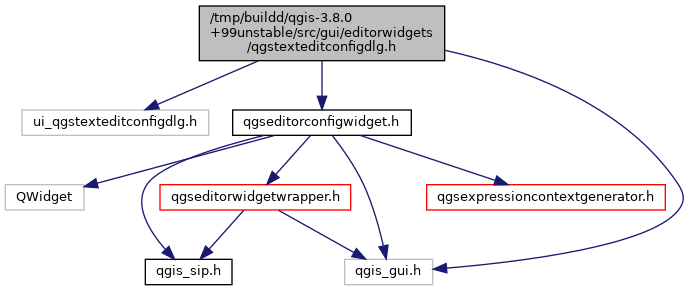 /tmp/buildd/qgis-3.8.0
+99unstable/src/gui/editorwidgets
/qgstexteditconfigdlg.h
ui_qgstexteditconfigdlg.h
qgseditorconfigwidget.h
QWidget
qgseditorwidgetwrapper.h
qgsexpressioncontextgenerator.h
qgis_sip.h
qgis_gui.h